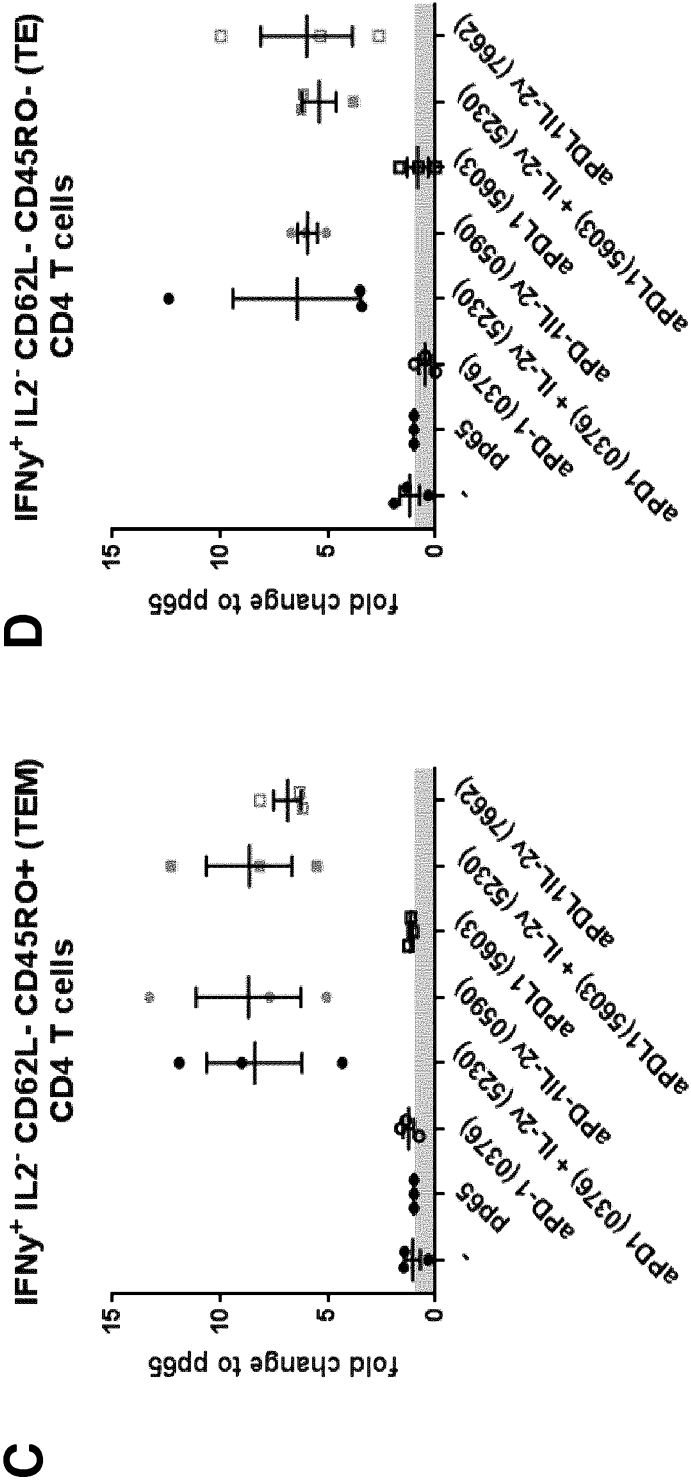 C
IFNy⁺ IL2⁻ CD62L- CD45RO+ (TEM)
CD4 T cells
fold change to pp65
15
10
5
0
-
pp65
aPD-1 (0376)
aPD1 (0376) + IL-2v (5230)
aPD-1IL-2v (0590)
aPDL1 (5603)
aPDL1(5603) + IL-2v (5230)
aPDL1IL-2v (7662)
D
IFNy⁺ IL2⁻ CD62L- CD45RO- (TE)
CD4 T cells
fold change to pp65
15
10
5
0
-
pp65
aPD-1 (0376)
aPD1 (0376) + IL-2v (5230)
aPD-1IL-2v (0590)
aPDL1 (5603)
aPDL1(5603) + IL-2v (5230)
aPDL1IL-2v (7662)